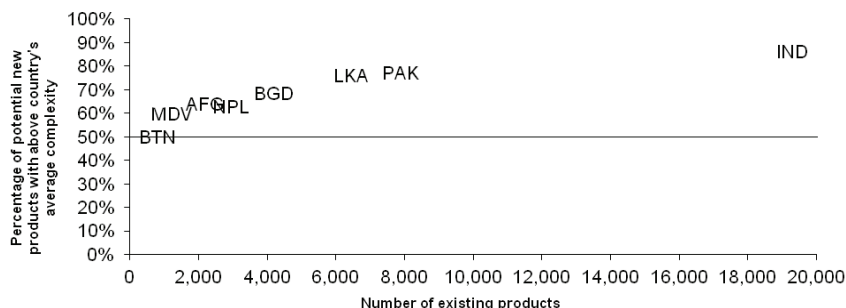 Percentage of potential new
products with above country's
average complexity
100%
90%
80%
70%
60%
50%
40%
30%
20%
10%
0%
IND
LKA
PAK
BGD
AFG
NPL
MDV
BTN
0
2,000
4,000
6,000
8,000
10,000
12,000
14,000
16,000
18,000
20,000
Number of existing products